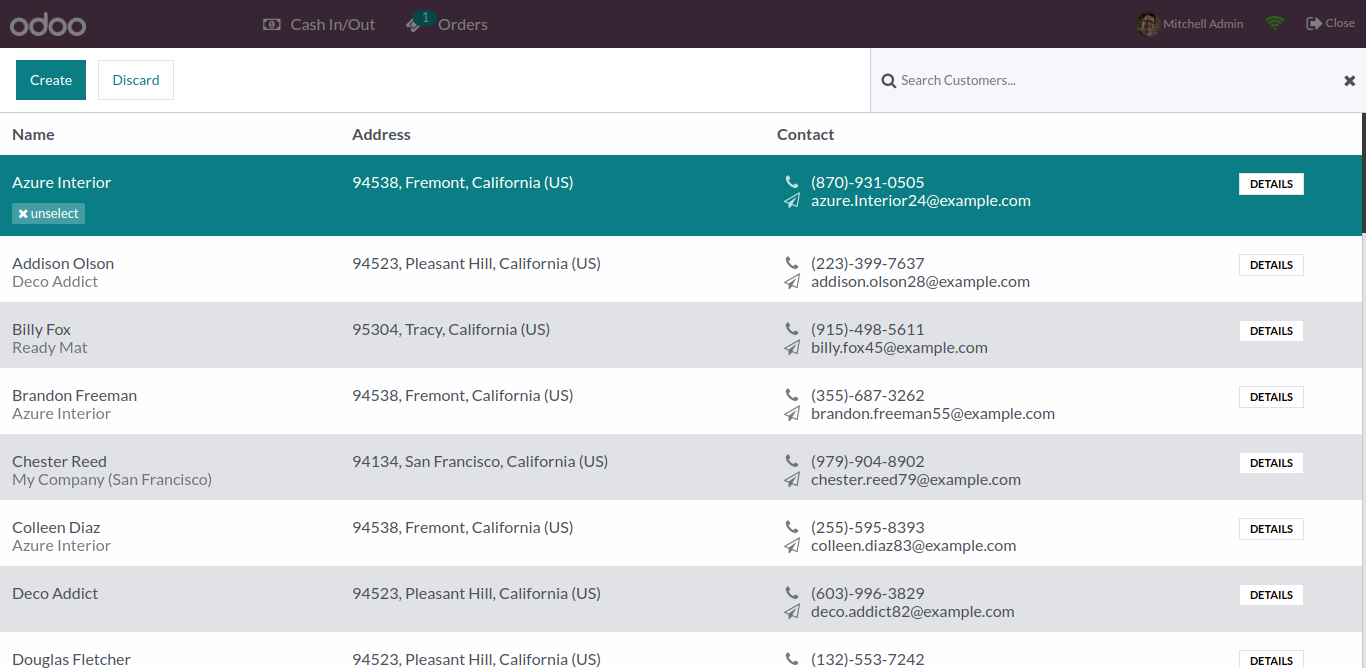 odoo
Cash In/Out
1
Orders
Mitchell Admin
Close
Create
Discard
Search Customers...
Name
Address
Contact
Azure Interior
94538, Fremont, California (US)
(870)-931-0505
DETAILS
azure.Interior24@example.com
unselect
Addison Olson
94523, Pleasant Hill, California (US)
(223)-399-7637
DETAILS
Deco Addict
addison.olson28@example.com
Billy Fox
95304, Tracy, California (US)
(915)-498-5611
DETAILS
Ready Mat
billy.fox45@example.com
Brandon Freeman
94538, Fremont, California (US)
(355)-687-3262
DETAILS
Azure Interior
brandon.freeman55@example.com
Chester Reed
94134, San Francisco, California (US)
(979)-904-8902
DETAILS
My Company (San Francisco)
chester.reed79@example.com
Colleen Diaz
94538, Fremont, California (US)
(255)-595-8393
DETAILS
Azure Interior
colleen.diaz83@example.com
Deco Addict
94523, Pleasant Hill, California (US)
(603)-996-3829
DETAILS
deco.addict82@example.com
Douglas Fletcher
94523, Pleasant Hill, California (US)
(132)-553-7242
DETAILS